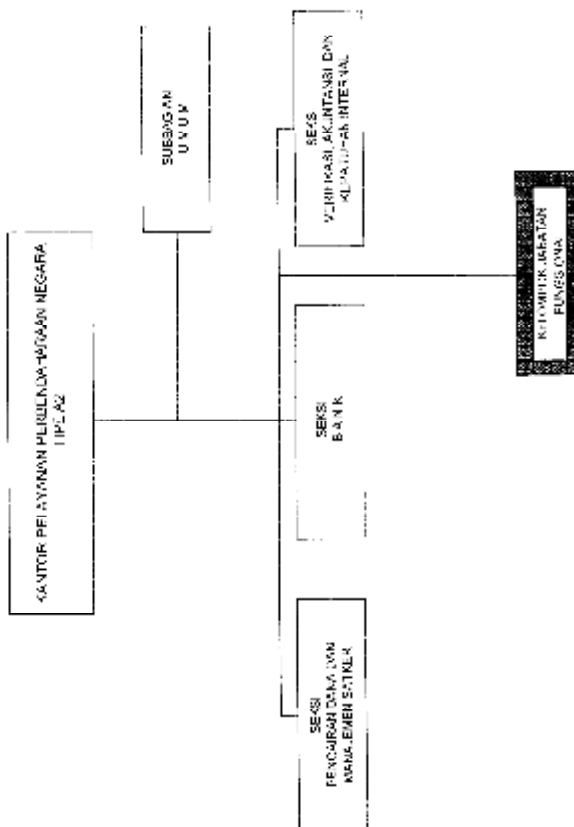 KANTOR PELAYANAN PERBENDAHARAAN NEGARA
TIPE A2
SUBBAGIAN
UMUM
SEKSI
PENCAIRAN DANA DAN
MANAJEMEN SATKER
SEKSI
BANK
SEKSI
VERIFIKASI, AKUNTANSI, DAN
KEPATUHAN INTERNAL
KELOMPOK JABATAN
FUNGSIONAL